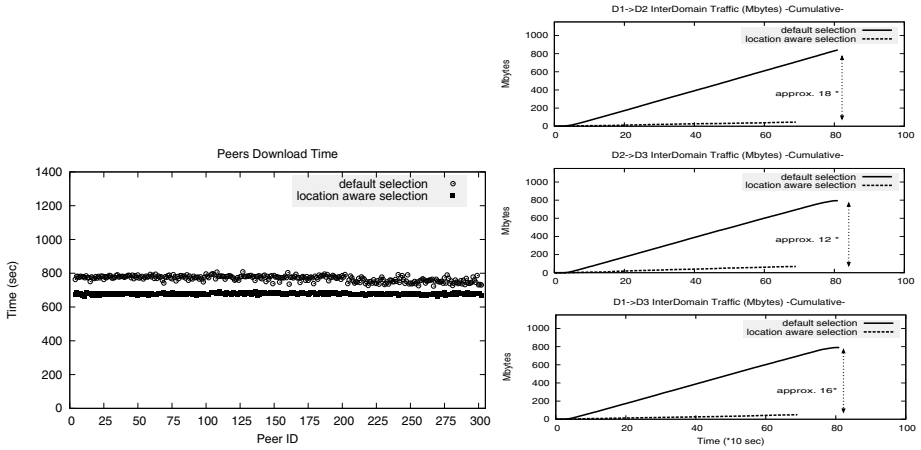 Peers Download Time
1400
1200
1000
800
600
400
200
0
default selection
location aware selection
Time (sec)
0 25 50 75 100 125 150 175 200 225 250 275 300
Peer ID
D1->D2 InterDomain Traffic (Mbytes) -Cumulative-
1000
800
600
400
200
0
Mbytes
default selection
location aware selection
approx. 18 *
0 20 40 60 80 100
D2->D3 InterDomain Traffic (Mbytes) -Cumulative-
1000
800
600
400
200
0
Mbytes
default selection
location aware selection
approx. 12 *
0 20 40 60 80 100
D1->D3 InterDomain Traffic (Mbytes) -Cumulative-
1000
800
600
400
200
0
Mbytes
default selection
location aware selection
approx. 16*
0 20 40 60 80 100
Time (*10 sec)